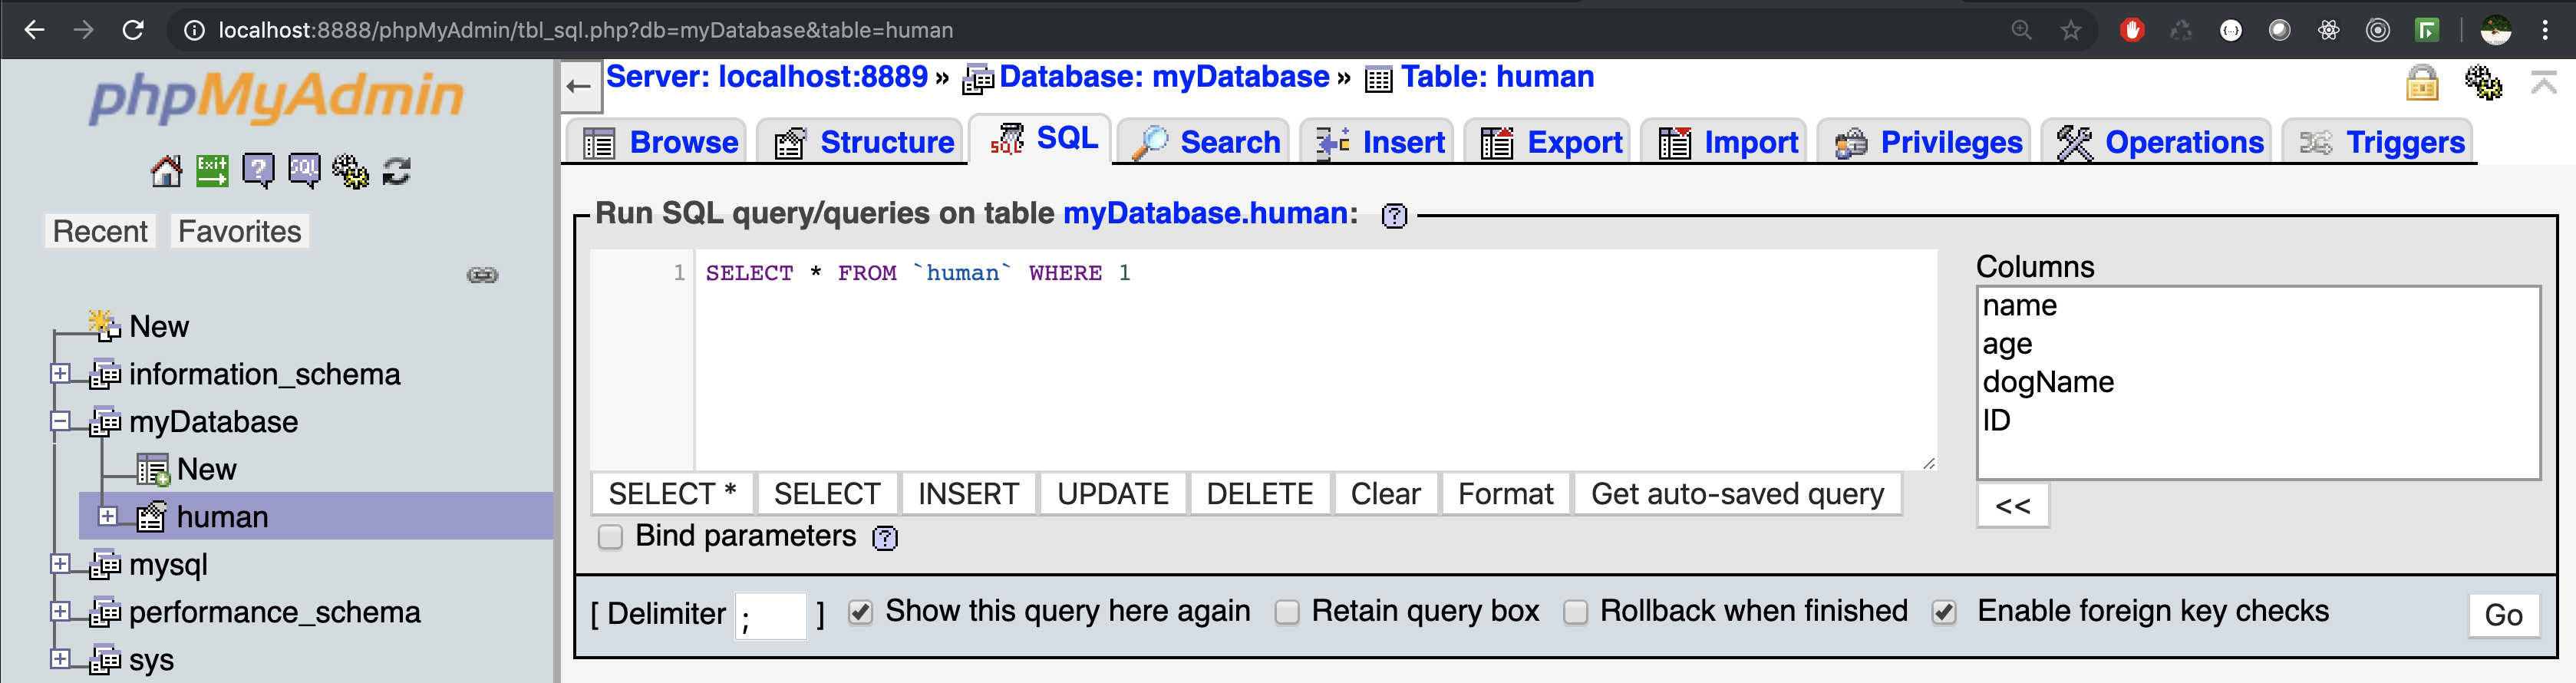 localhost:8888/phpMyAdmin/tbl_sql.php?db=myDatabase&table=human
phpMyAdmin
Exit
SQL
Recent Favorites
New
information_schema
myDatabase
New
human
mysql
performance_schema
sys
Server: localhost:8889 » Database: myDatabase » Table: human
Browse Structure SQL Search Insert Export Import Privileges Operations Triggers
Run SQL query/queries on table myDatabase.human:
1 SELECT * FROM `human` WHERE 1
Columns
name
age
dogName
ID
SELECT * SELECT INSERT UPDATE DELETE Clear Format Get auto-saved query
<<
Bind parameters
[ Delimiter ; ] Show this query here again Retain query box Rollback when finished Enable foreign key checks Go